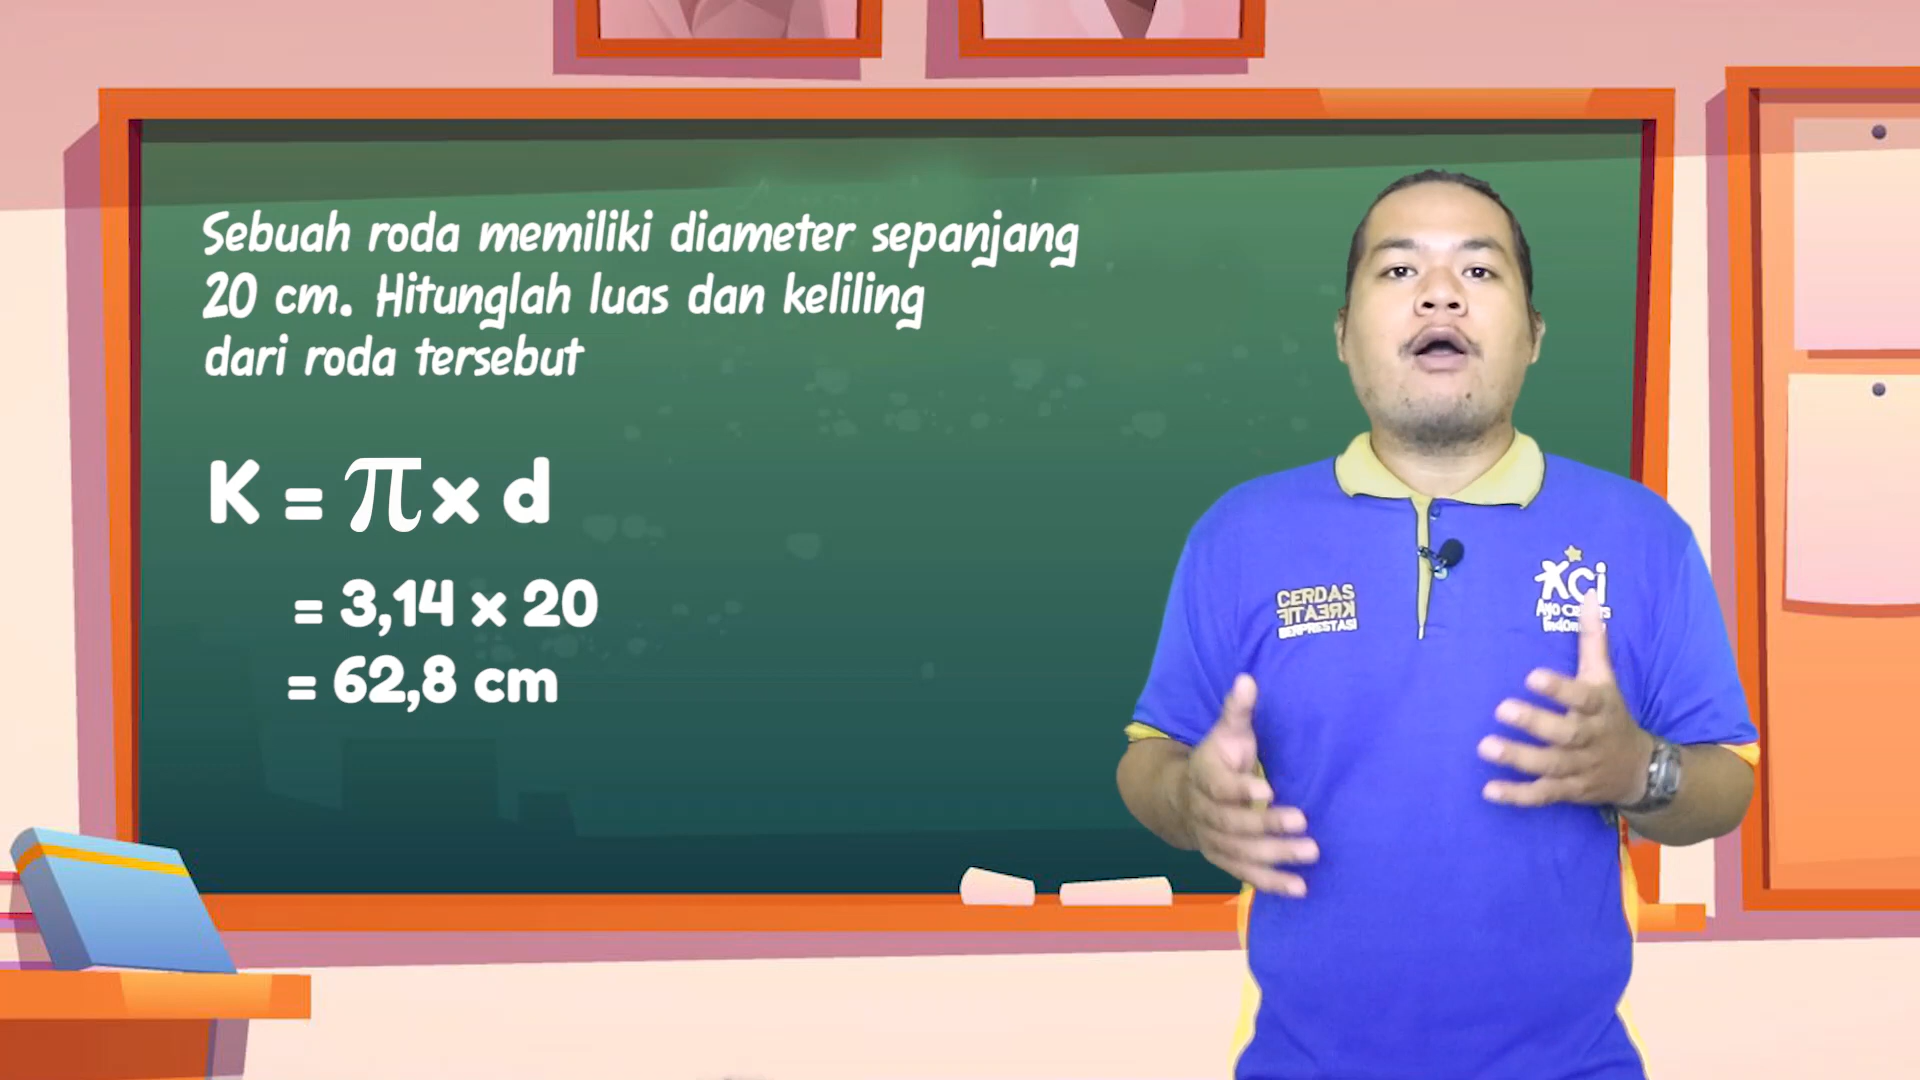 Sebuah roda memiliki diameter sepanjang
20 cm. Hitunglah luas dan keliling
dari roda tersebut
K = π x d
= 3,14 x 20
= 62,8 cm
CERDAS
KREATIF
BERPRESTASI
KCI
Ayo